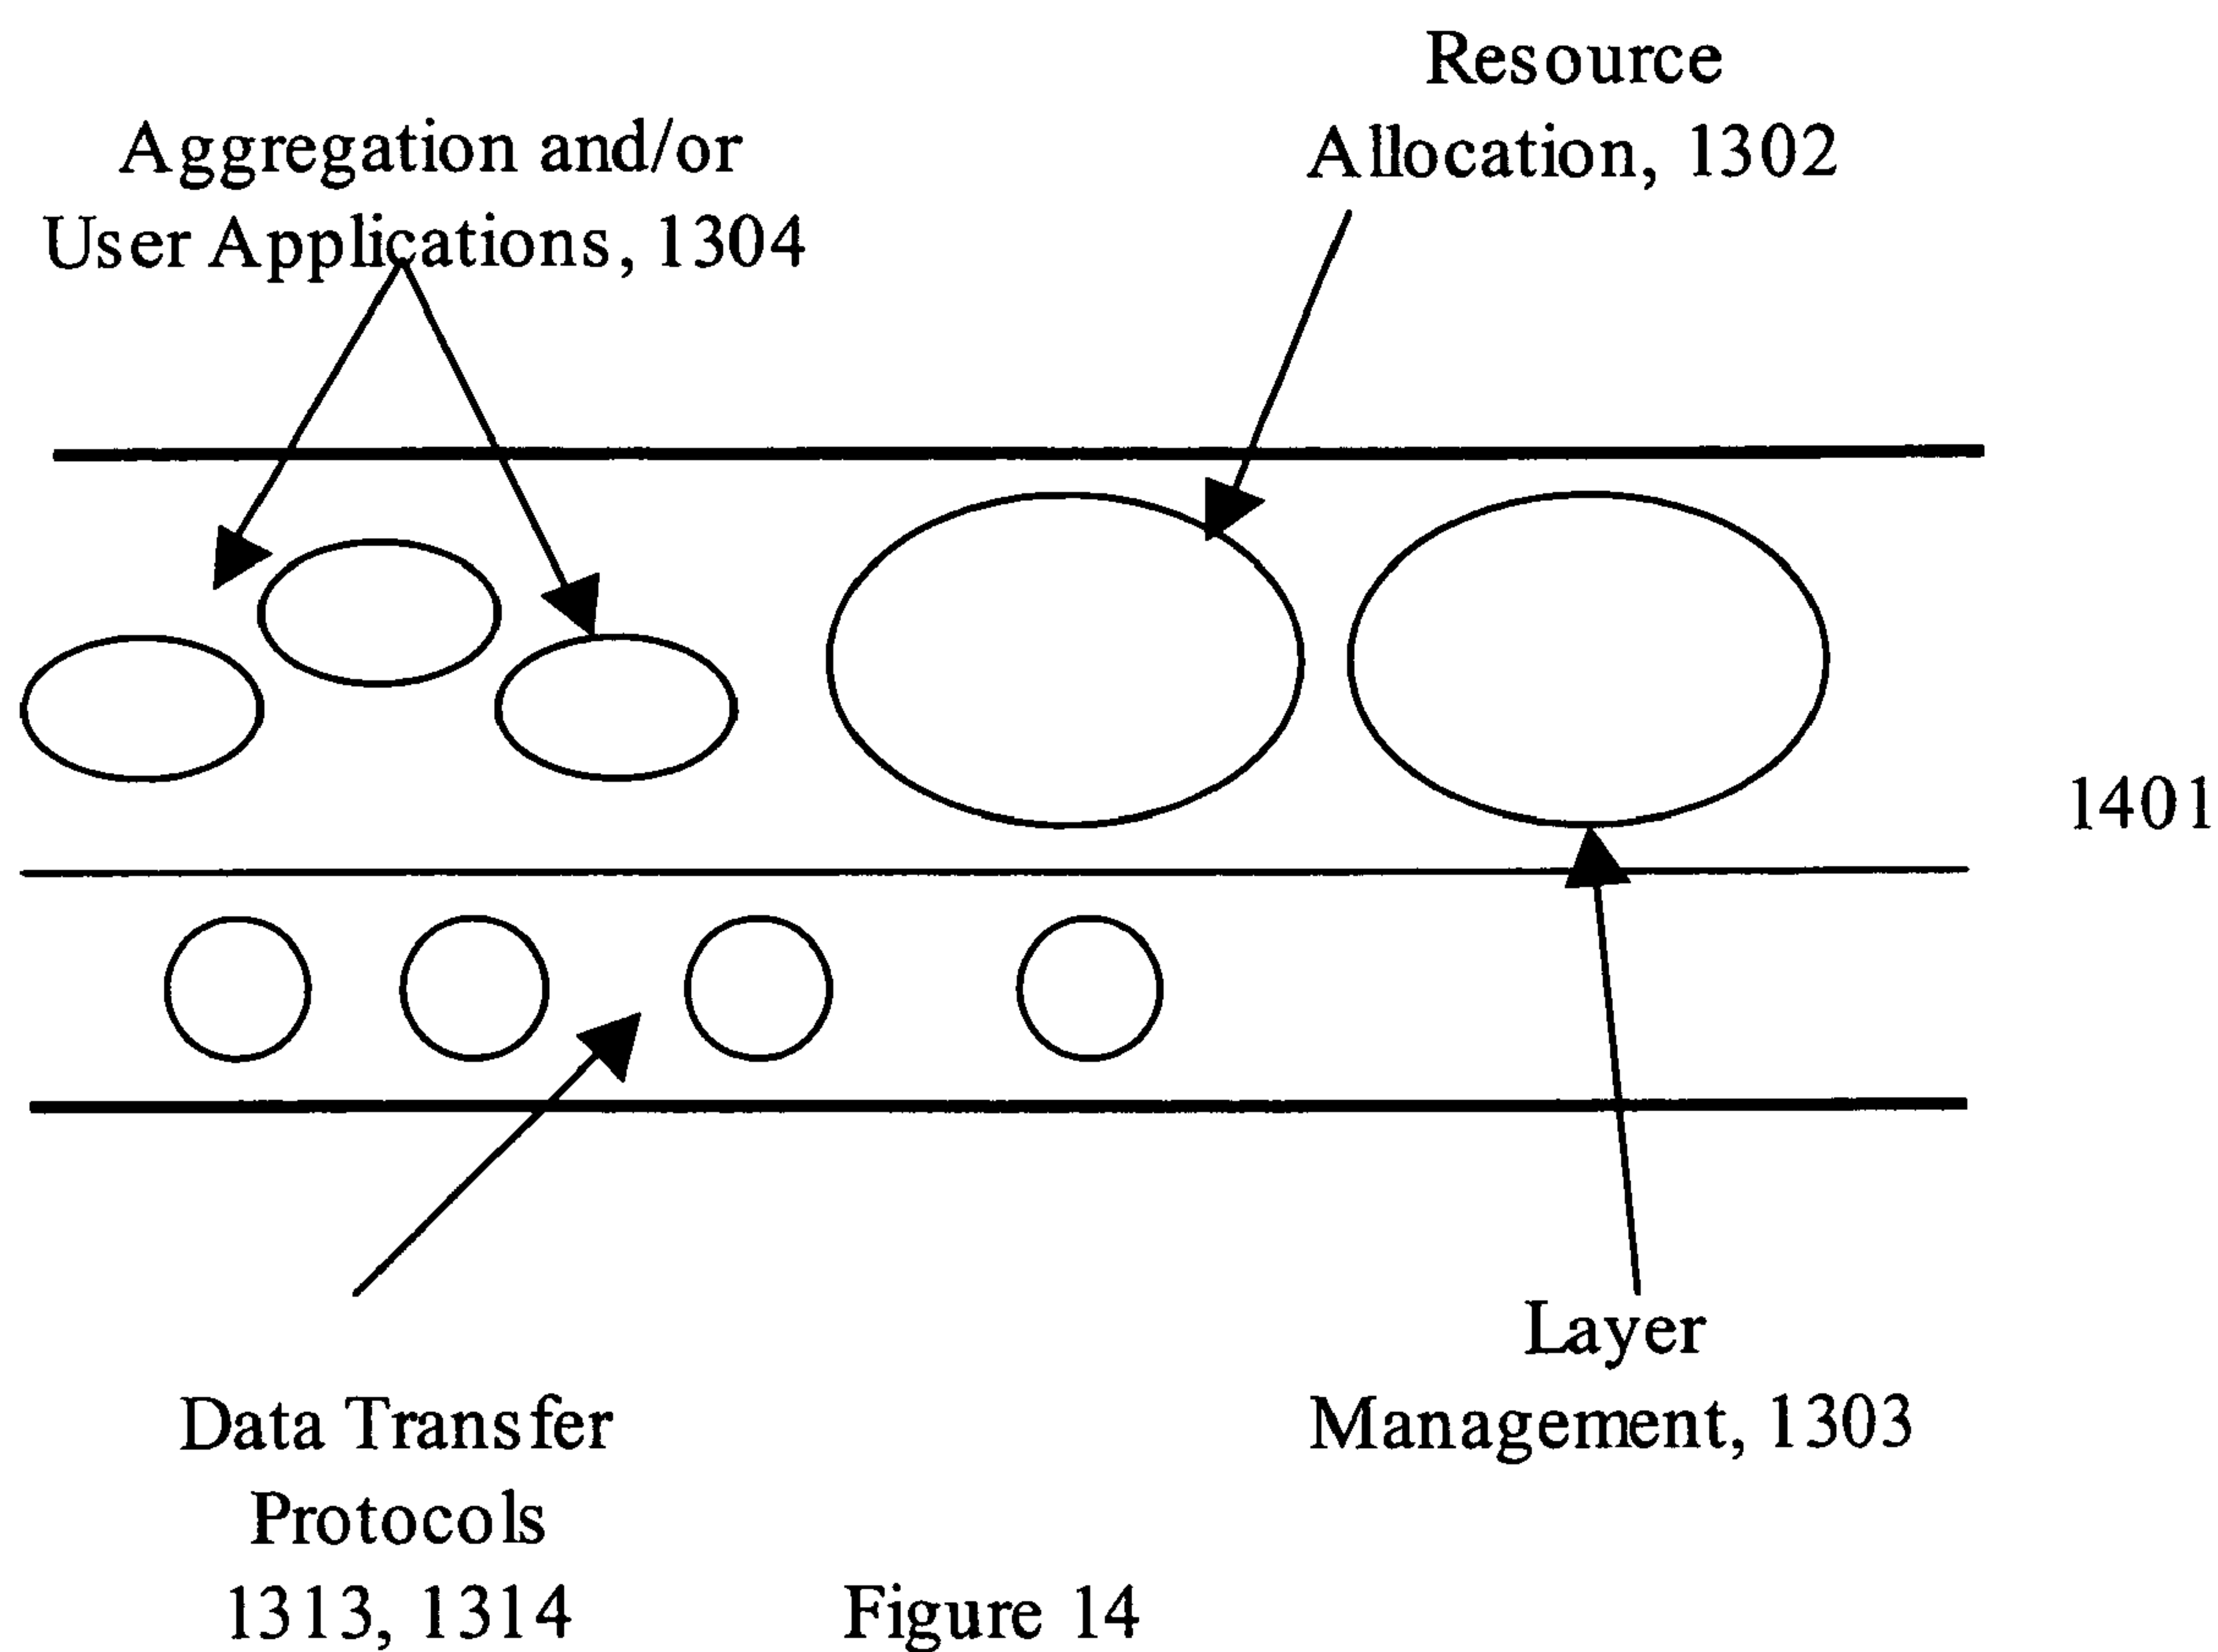 Resource
Allocation, 1302
Aggregation and/or
User Applications, 1304
1401
Layer
Management, 1303
Data Transfer
Protocols
1313, 1314
Figure 14